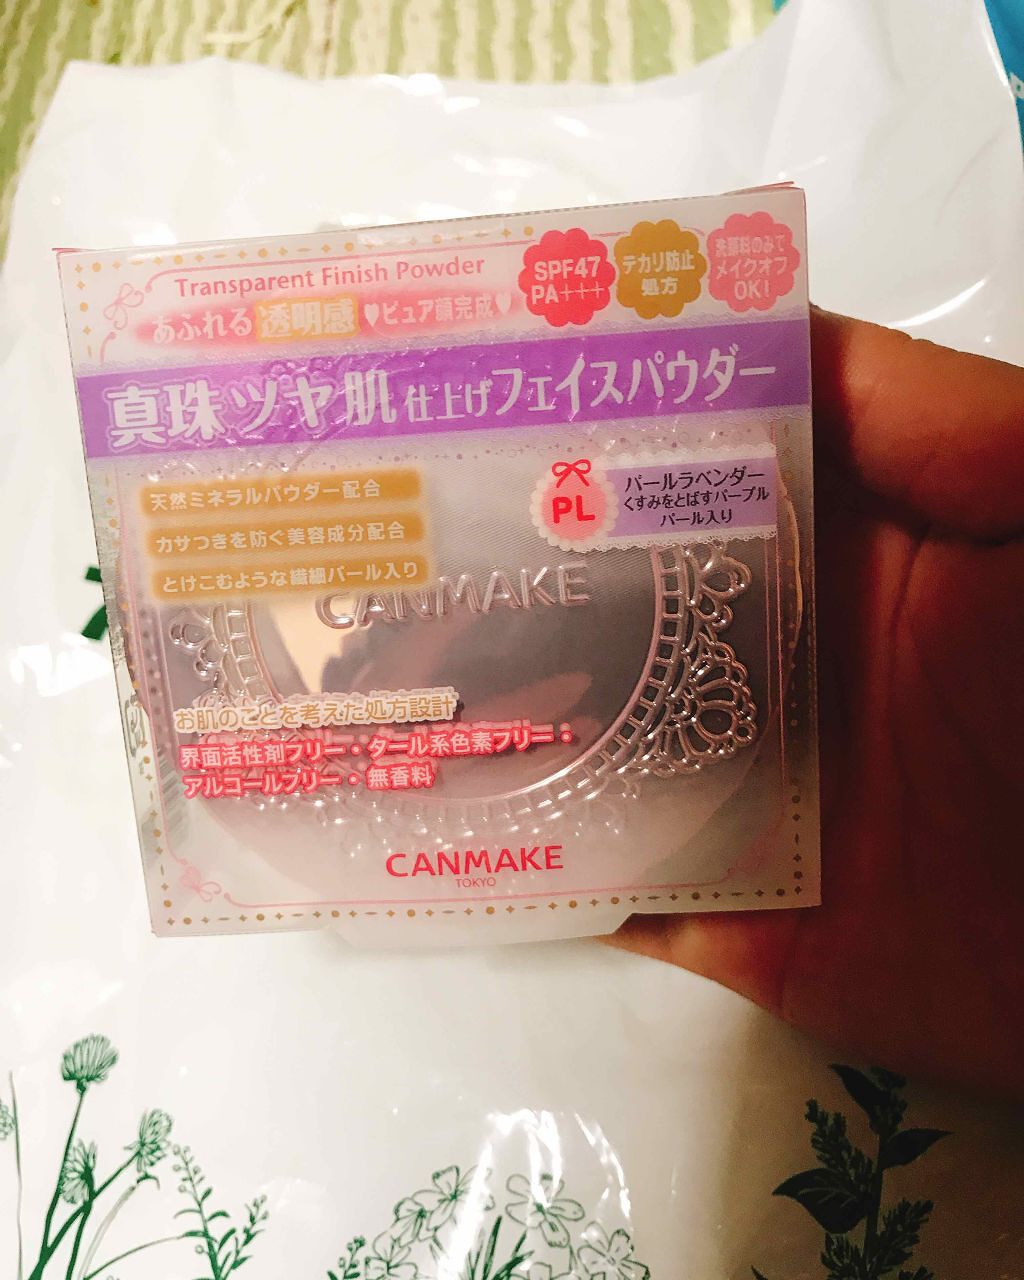 Transparent Finish Powder
あふれる透明感♥ピュア顔完成♥
SPF47
PA+++
テカリ防止
処方
洗顔料のみで
メイクオフ
OK!
真珠ツヤ肌仕上げフェイスパウダー
天然ミネラルパウダー配合
カサつきを防ぐ美容成分配合
とけこむような繊細パール入り
PL
パールラベンダー
くすみをとばすパープル
パール入り
CANMAKE
お肌のことを考えた処方設計
界面活性剤フリー・タール系色素フリー・
アルコールフリー・無香料
CANMAKE
TOKYO